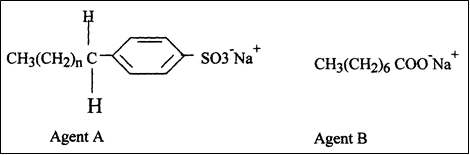 H
CH3(CH2)n C SO3⁻Na⁺
H
CH3(CH2)6 COO⁻Na⁺
Agent A
Agent B